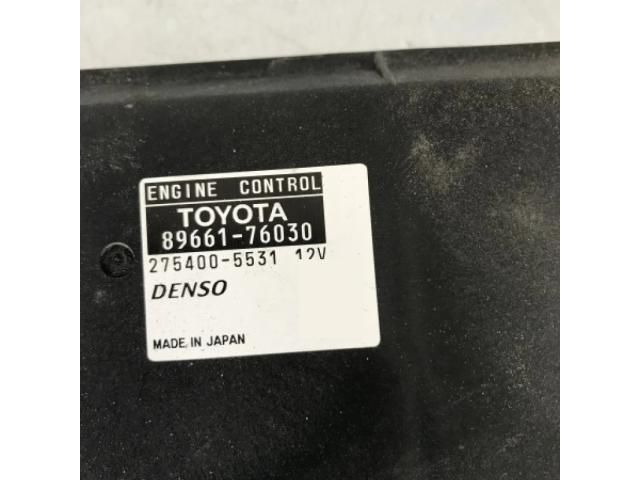 ENGINE CONTROL
TOYOTA
89661-76030
275400-5531 12V
DENSO
MADE IN JAPAN